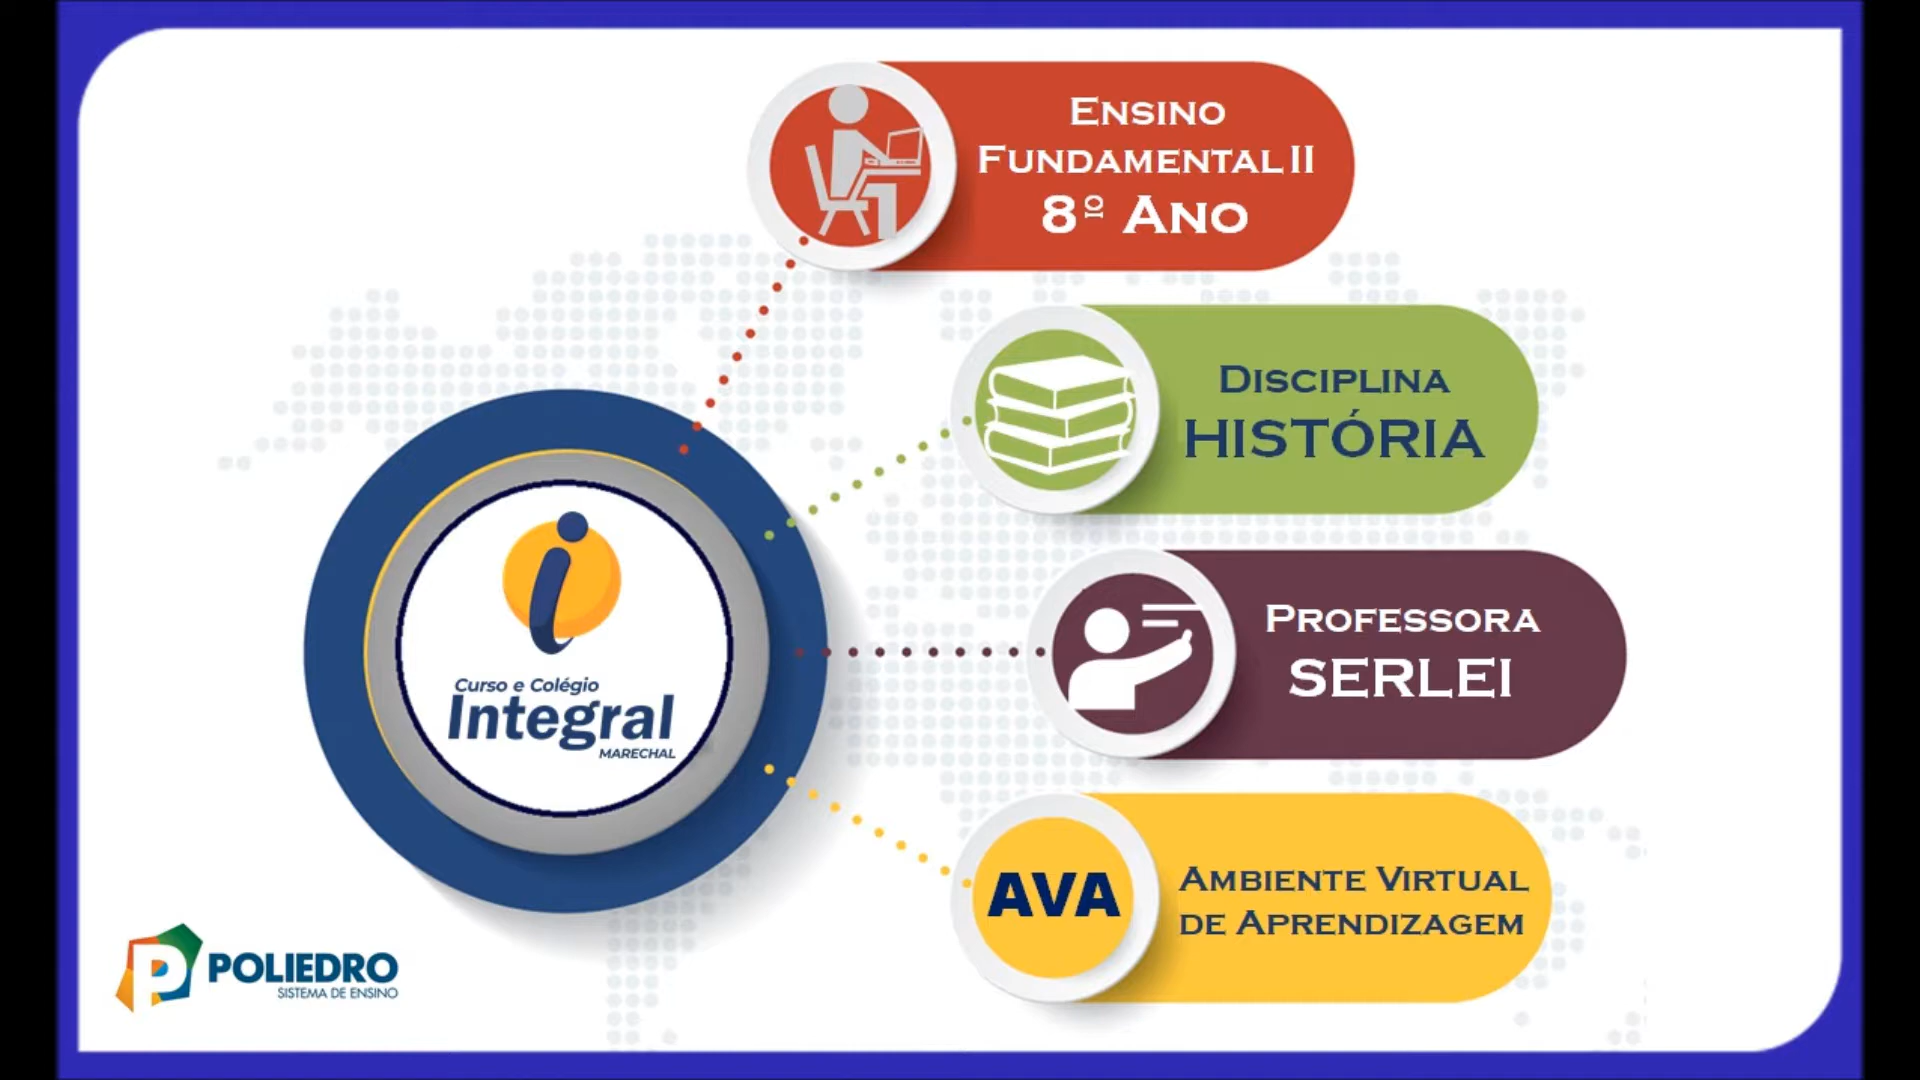 ENSINO
FUNDAMENTAL II
8º ANO
DISCIPLINA
HISTÓRIA
PROFESSORA
SERLEI
AVA
AMBIENTE VIRTUAL
DE APRENDIZAGEM
Curso e Colégio
Integral
MARECHAL
POLIEDRO
SISTEMA DE ENSINO